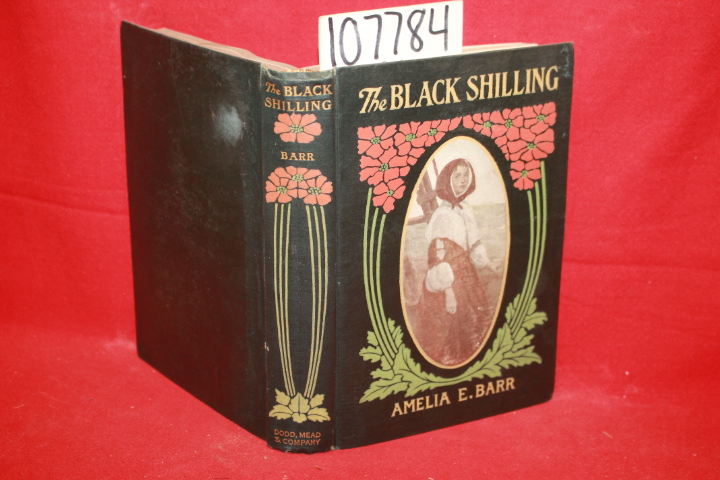 107784
The BLACK
SHILLING
BARR
DODD, MEAD
& COMPANY
The BLACK SHILLING
AMELIA E. BARR